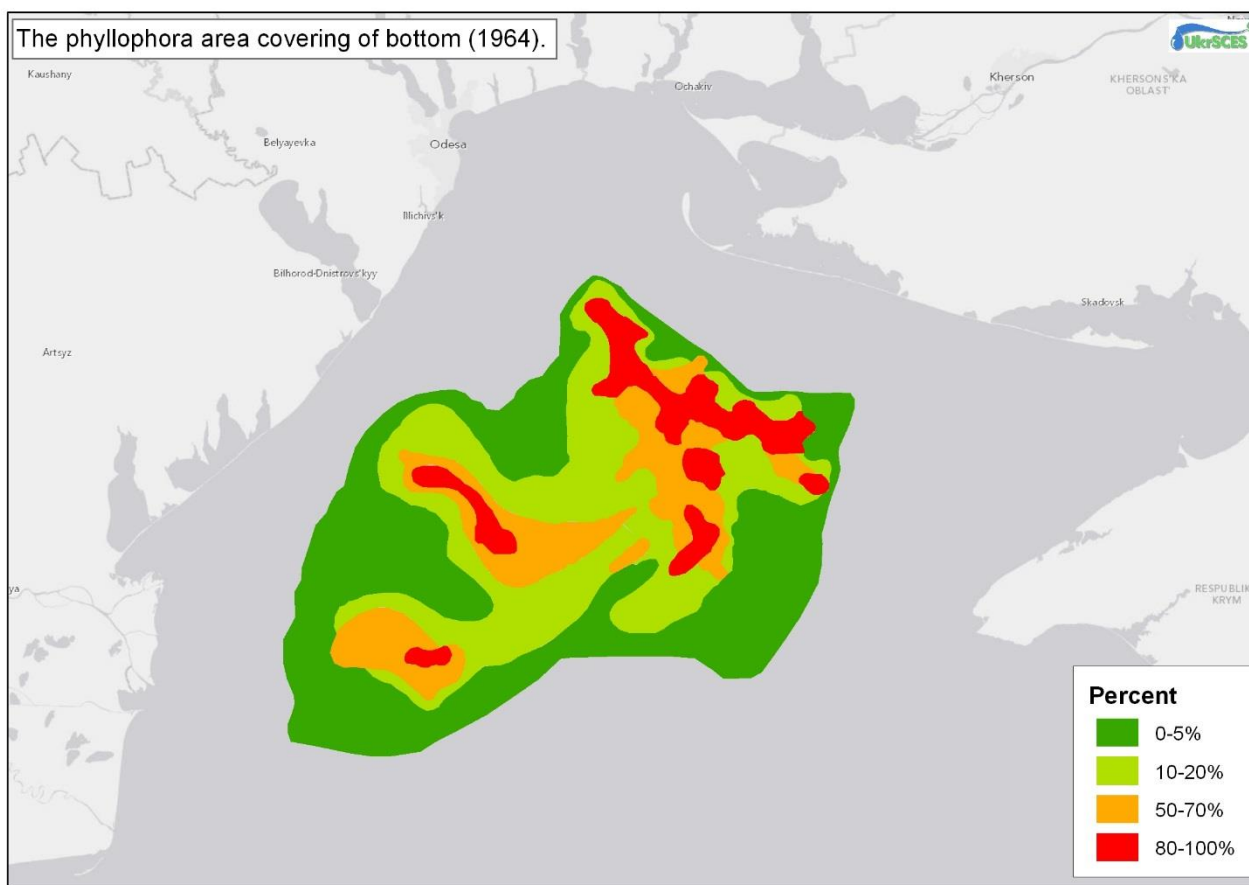 The phyllophora area covering of bottom (1964).
UkrSCES
Kaushany
Ochakiv
Kherson
KHERSONS'KA
OBLAST'
Belyayevka
Odesa
Illichivs'k
Bilhorod-Dnistrovs'kyy
Skadovsk
Artsyz
ya
RESPUBLIK
KRYM
Percent
0-5%
10-20%
50-70%
80-100%